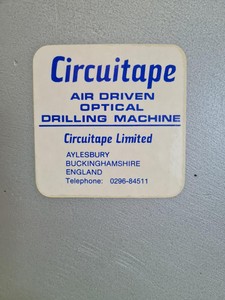 Circuitape
AIR DRIVEN
OPTICAL
DRILLING MACHINE
Circuitape Limited
AYLESBURY
BUCKINGHAMSHIRE
ENGLAND
Telephone: 0296-84511